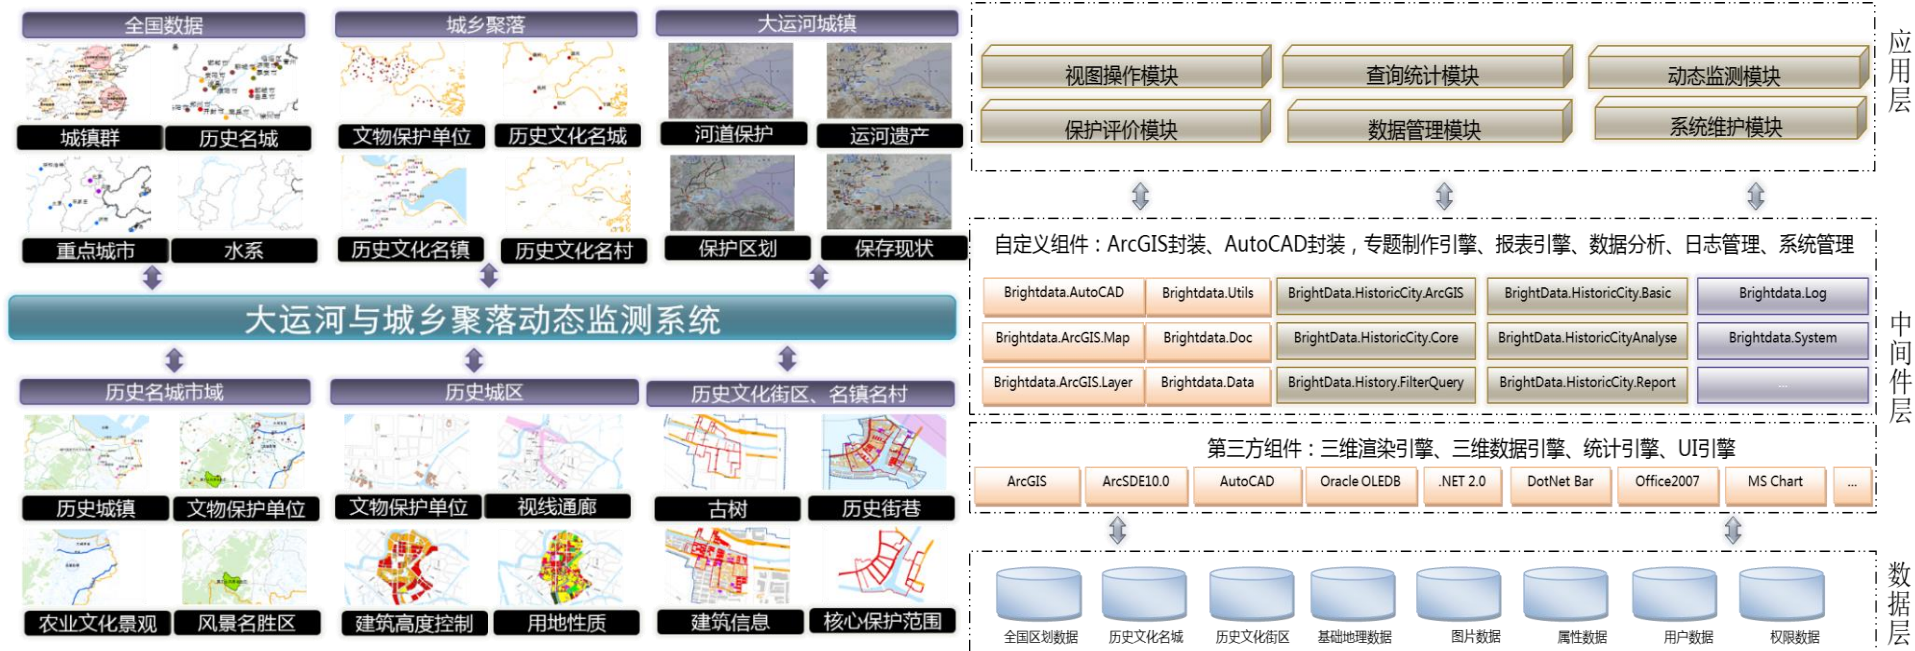 全国数据
城乡聚落
大运河城镇
城镇群
历史名城
文物保护单位
历史文化名城
河道保护
运河遗产
重点城市
水系
历史文化名镇
历史文化名村
保护区划
保存现状
大运河与城乡聚落动态监测系统
历史名城市域
历史城区
历史文化街区、名镇名村
历史城镇
文物保护单位
文物保护单位
视线通廊
古树
历史街巷
农业文化景观
风景名胜区
建筑高度控制
用地性质
建筑信息
核心保护范围
应用层
视图操作模块
查询统计模块
动态监测模块
保护评价模块
数据管理模块
系统维护模块
中间件层
自定义组件：ArcGIS封装、AutoCAD封装，专题制作引擎、报表引擎、数据分析、日志管理、系统管理
Brightdata.AutoCAD
Brightdata.Utils
BrightData.HistoricCity.ArcGIS
BrightData.HistoricCity.Basic
Brightdata.Log
Brightdata.ArcGIS.Map
Brightdata.Doc
BrightData.HistoricCity.Core
BrightData.HistoricCityAnalyse
Brightdata.System
Brightdata.ArcGIS.Layer
Brightdata.Data
BrightData.History.FilterQuery
BrightData.HistoricCity.Report
...
第三方组件：三维渲染引擎、三维数据引擎、统计引擎、UI引擎
ArcGIS
ArcSDE10.0
AutoCAD
Oracle OLEDB
.NET 2.0
DotNet Bar
Office2007
MS Chart
...
数据层
全国区划数据
历史文化名城
历史文化街区
基础地理数据
图片数据
属性数据
用户数据
权限数据